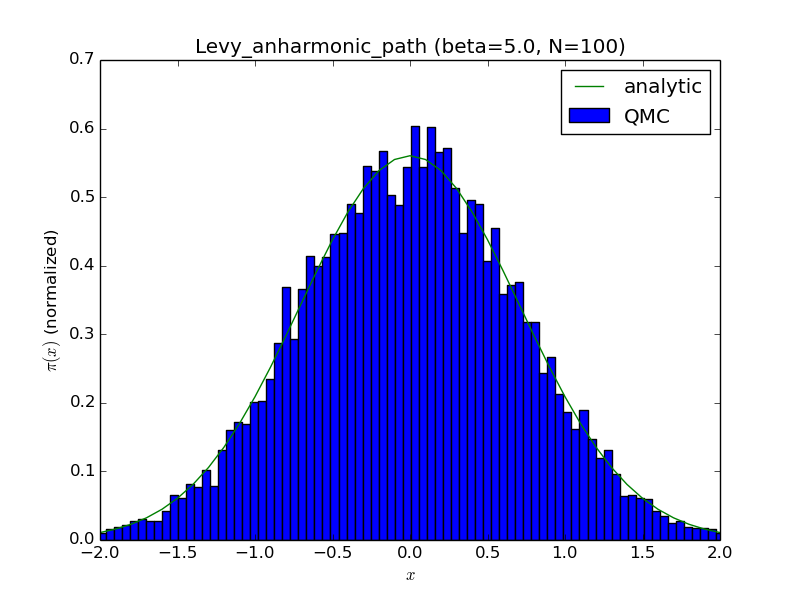 Levy_anharmonic_path (beta=5.0, N=100)
0.7
0.6
0.5
0.4
0.3
0.2
0.1
0.0
π(x) (normalized)
analytic
QMC
−2.0 −1.5 −1.0 −0.5 0.0 0.5 1.0 1.5 2.0
x